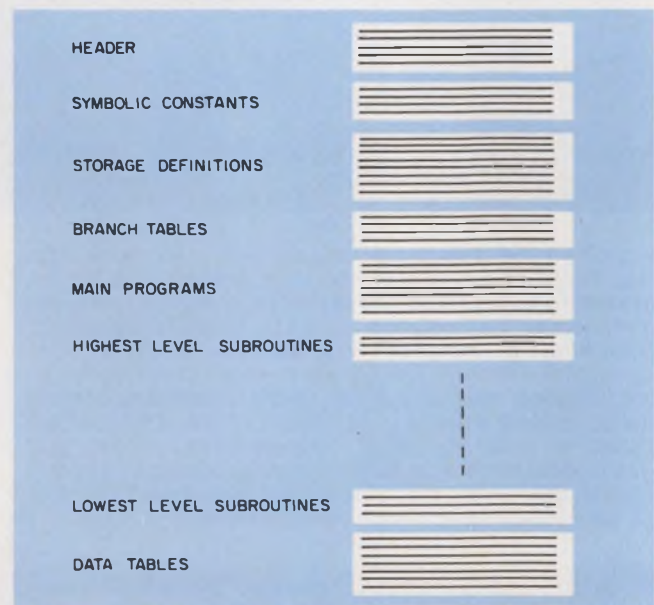 HEADER
SYMBOLIC CONSTANTS
STORAGE DEFINITIONS
BRANCH TABLES
MAIN PROGRAMS
HIGHEST LEVEL SUBROUTINES
LOWEST LEVEL SUBROUTINES
DATA TABLES